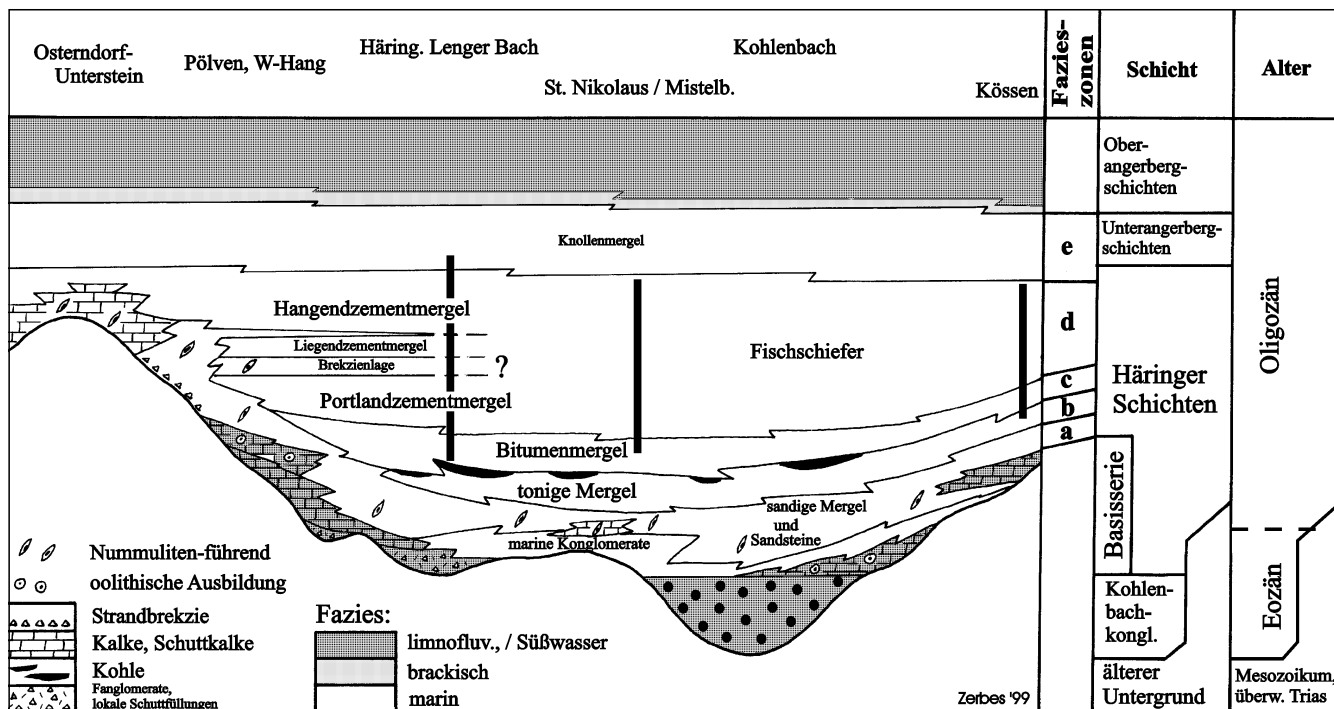 Osterndorf-
Unterstein
Pölven, W-Hang
Häring. Lenger Bach
St. Nikolaus / Mistelb.
Kohlenbach
Kössen
Fazies-
zonen
Schicht
Alter
Ober-
angerberg-
schichten
Knollenmergel
e
Unterangerberg-
schichten
Hangendzementmergel
Liegendzementmergel
Brekzienlage
?
Portlandzementmergel
Fischschiefer
Bitumenmergel
tonige Mergel
sandige Mergel
und
Sandsteine
marine Konglomerate
d
c
b
a
Häringer
Schichten
Oligozän
Basisserie
Kohlen-
bach-
kongl.
Eozän
älterer
Untergrund
Mesozoikum,
überw. Trias
Nummuliten-führend
oolithische Ausbildung
Strandbrekzie
Kalke, Schuttkalke
Kohle
Fanglomerate,
lokale Schuttfüllungen
Fazies:
limnofluv., / Süßwasser
brackisch
marin
Zerbes '99